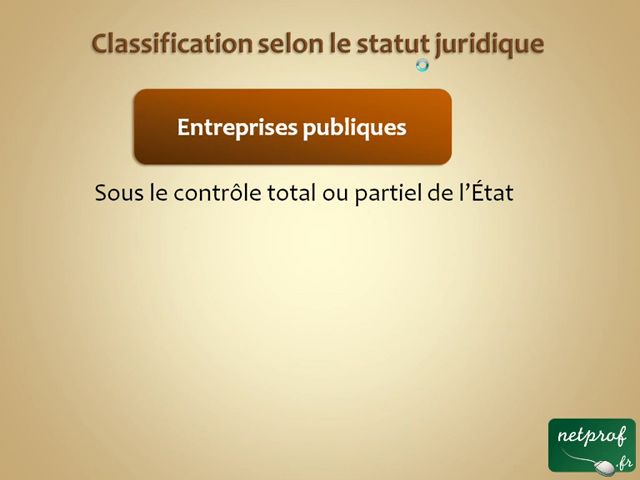 Classification selon le statut juridique
Entreprises publiques
Sous le contrôle total ou partiel de l’État
netprof
.fr